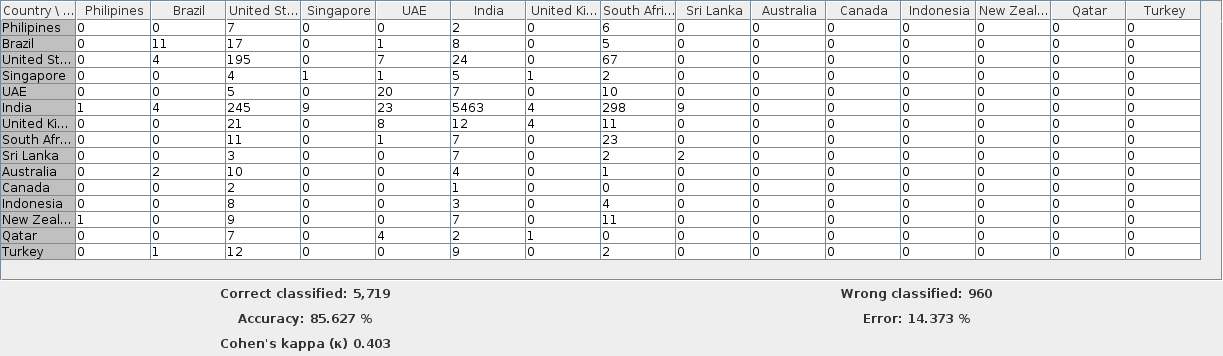 Country \ ... Philipines Brazil United St... Singapore UAE India United Ki... South Afri... Sri Lanka Australia Canada Indonesia New Zeal... Qatar Turkey
Philipines 0 0 7 0 0 2 0 6 0 0 0 0 0 0 0
Brazil 0 11 17 0 1 8 0 5 0 0 0 0 0 0 0
United St... 0 4 195 0 7 24 0 67 0 0 0 0 0 0 0
Singapore 0 0 4 1 1 5 1 2 0 0 0 0 0 0 0
UAE 0 0 5 0 20 7 0 10 0 0 0 0 0 0 0
India 1 4 245 9 23 5463 4 298 9 0 0 0 0 0 0
United Ki... 0 0 21 0 8 12 4 11 0 0 0 0 0 0 0
South Afr... 0 0 11 0 1 7 0 23 0 0 0 0 0 0 0
Sri Lanka 0 0 3 0 0 7 0 2 2 0 0 0 0 0 0
Australia 0 2 10 0 0 4 0 1 0 0 0 0 0 0 0
Canada 0 0 2 0 0 1 0 0 0 0 0 0 0 0 0
Indonesia 0 0 8 0 0 3 0 4 0 0 0 0 0 0 0
New Zeal... 1 0 9 0 0 7 0 11 0 0 0 0 0 0 0
Qatar 0 0 7 0 4 2 1 0 0 0 0 0 0 0 0
Turkey 0 1 12 0 0 9 0 2 0 0 0 0 0 0 0
Correct classified: 5,719 Wrong classified: 960
Accuracy: 85.627 % Error: 14.373 %
Cohen's kappa (κ) 0.403